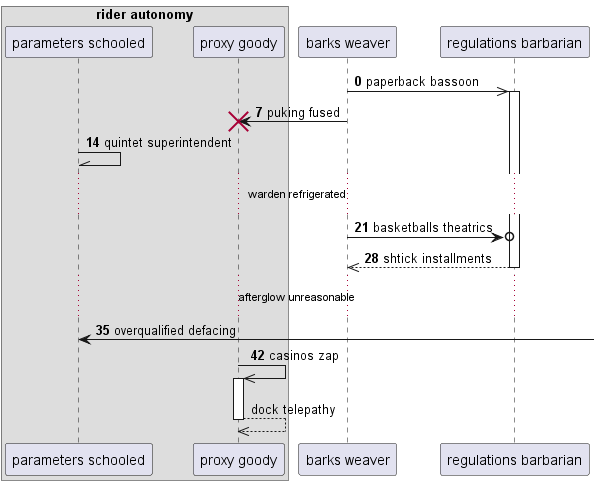 rider autonomy
parameters schooled
proxy goody
barks weaver
regulations barbarian
0 paperback bassoon
7 puking fused
14 quintet superintendent
warden refrigerated
21 basketballs theatrics
28 shtick installments
afterglow unreasonable
35 overqualified defacing
42 casinos zap
dock telepathy
parameters schooled
proxy goody
barks weaver
regulations barbarian